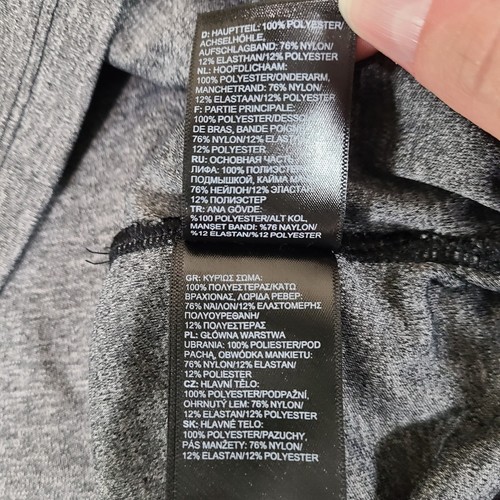 D: HAUPTTEIL: 100% POLYESTER/
ACHSELHÖHLE,
AUFSCHLAGBAND: 76% NYLON/
12% ELASTHAN/12% POLYESTER
NL: HOOFDLICHAAM:
100% POLYESTER/ONDERARM,
MANCHETRAND: 76% NYLON/
12% ELASTAAN/12% POLYESTER
F: PARTIE PRINCIPALE:
100% POLYESTER/DESSO
DE BRAS, BANDE POIGN
76% NYLON/12% ÉLASTH
12% POLYESTER
RU: ОСНОВНАЯ ЧАСТЬ
ЛИФА: 100% ПОЛИЭСТЕ
ПОДМЫШКОЙ, КАЙМА МА
76% НЕЙЛОН/12% ЭЛАСТАН
12% ПОЛИЭСТЕР
TR: ANA GÖVDE:
%100 POLYESTER/ALT KOL,
MANŞET BANDI: %76 NAYLON/
%12 ELASTAN/%12 POLYESTER
GR: ΚΥΡΙΩΣ ΣΩΜΑ:
100% ΠΟΛΥΕΣΤΕΡΑΣ/ΚΑΤΩ
ΒΡΑΧΙΟΝΑΣ, ΛΩΡΙΔΑ ΡΕΒΕΡ:
76% ΝΑΪΛΟΝ/12% ΕΛΑΣΤΟΜΕΡΗΣ
ΠΟΛΥΟΥΡΕΘΑΝΗ/
12% ΠΟΛΥΕΣΤΕΡΑΣ
PL: GŁÓWNA WARSTWA
UBRANIA: 100% POLIESTER/POD
PACHĄ, OBWÓDKA MANKIETU:
76% NYLON/12% ELASTAN/
12% POLIESTER
CZ: HLAVNÍ TĚLO:
100% POLYESTER/PODPAŽNÍ,
OHRNUTÝ LEM: 76% NYLON/
12% ELASTAN/12% POLYESTER
SK: HLAVNÉ TELO:
100% POLYESTER/PAZUCHY,
PÁS MANŽETY: 76% NYLON/
12% ELASTAN/12% POLYESTER